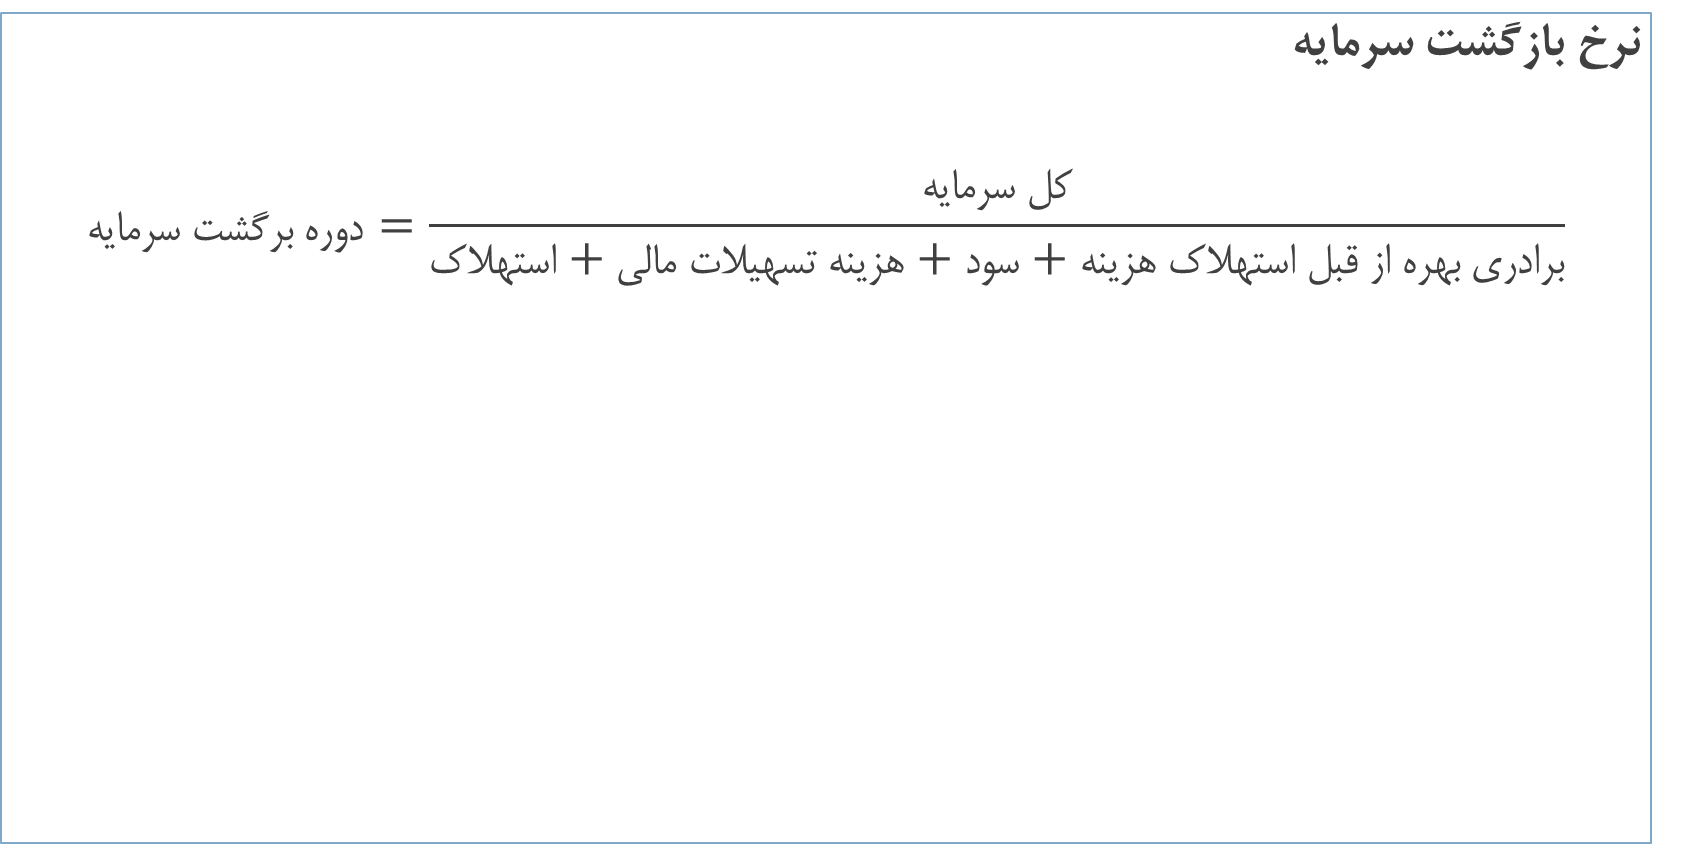 نرخ بازگشت سرمایه
کل سرمایه
دوره برگشت سرمایه =
برادری بهره از قبل استهلاک هزینه + سود + هزینه تسهیلات مالی + استهلاک